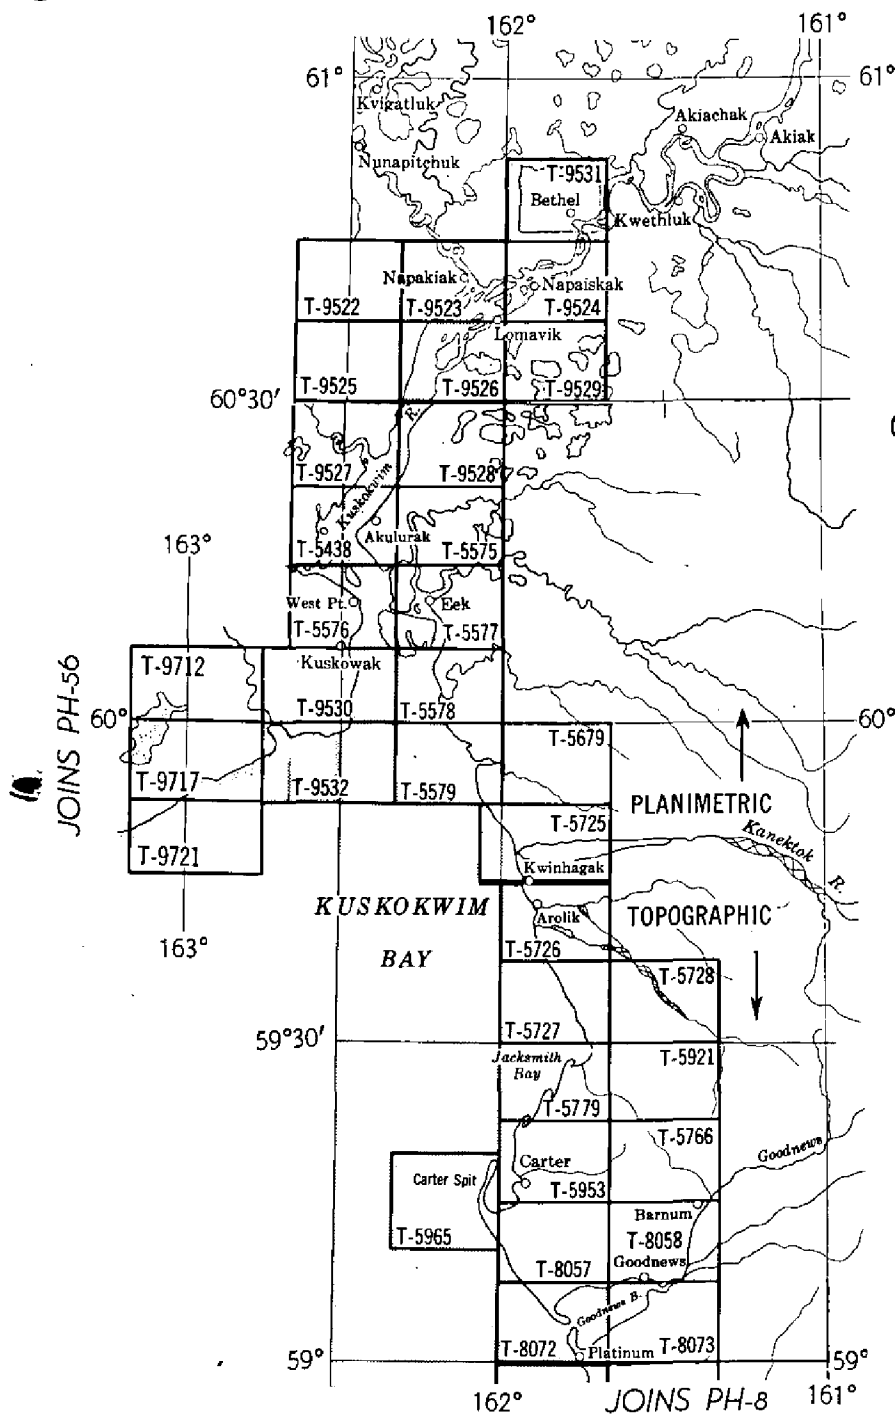 162°
161°
61°
61°
Kvigatluk
Akiachak
Akiak
Nunapitchuk
T-9531
Bethel
Kwethluk
Napakiak
Napaiskak
T-9522
T-9523
T-9524
Lomavik
T-9525
T-9526
T-9529
60°30'
R.
Kuskokwim
T-9527
T-9528
Akulurak
T-5438
T-5575
163°
West Pt.
Eek
T-5576
T-5577
Kuskowak
T-9712
JOINS PH-56
T-9530
T-5578
60°
60°
T-5679
T-9717
T-9532
T-5579
PLANIMETRIC
T-5725
Kanektok
R.
T-9721
Kwinhagak
KUSKOKWIM
BAY
Arolik
TOPOGRAPHIC
163°
T-5726
T-5728
T-5727
59°30'
T-5921
Jacksmith
Bay
T-5779
T-5766
Goodnews
Carter Spit
Carter
T-5953
Barnum
T-5965
T-8058
Goodnews
T-8057
Goodnews B.
T-8072
Platinum
T-8073
59°
59°
162°
JOINS PH-8
161°